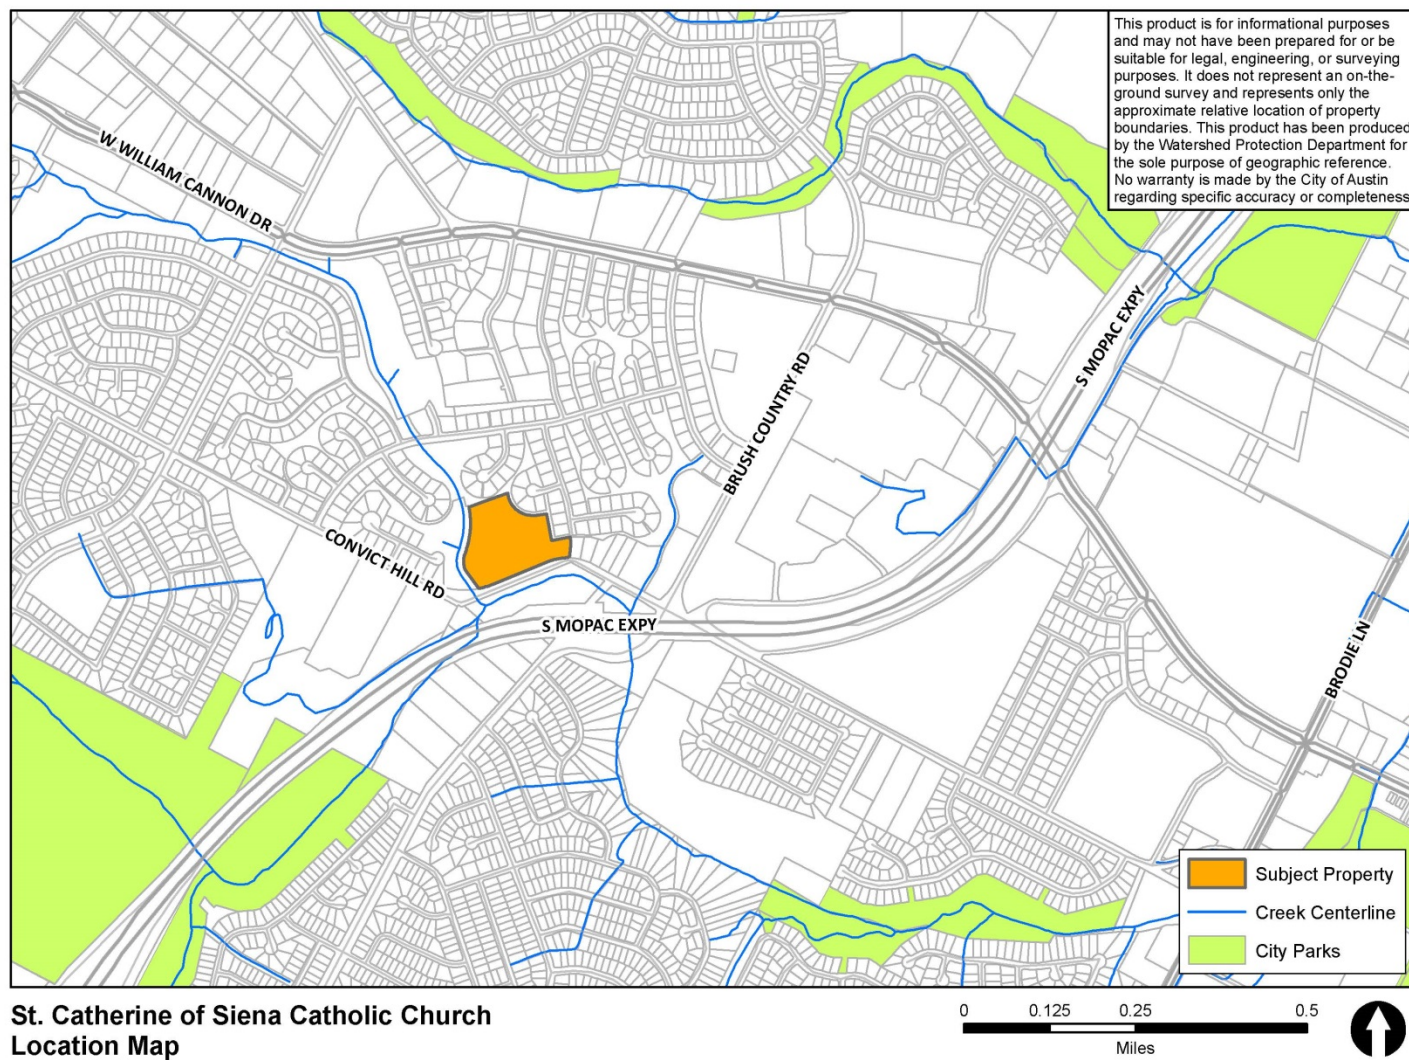 This product is for informational purposes
and may not have been prepared for or be
suitable for legal, engineering, or surveying
purposes. It does not represent an on-the-
ground survey and represents only the
approximate relative location of property
boundaries. This product has been produced
by the Watershed Protection Department for
the sole purpose of geographic reference.
No warranty is made by the City of Austin
regarding specific accuracy or completeness
W WILLIAM CANNON DR
S MOPAC EXPY
BRUSH COUNTRY RD
CONVICT HILL RD
S MOPAC EXPY
BRODIE LN
Subject Property
Creek Centerline
City Parks
St. Catherine of Siena Catholic Church
Location Map
0 0.125 0.25 0.5
Miles